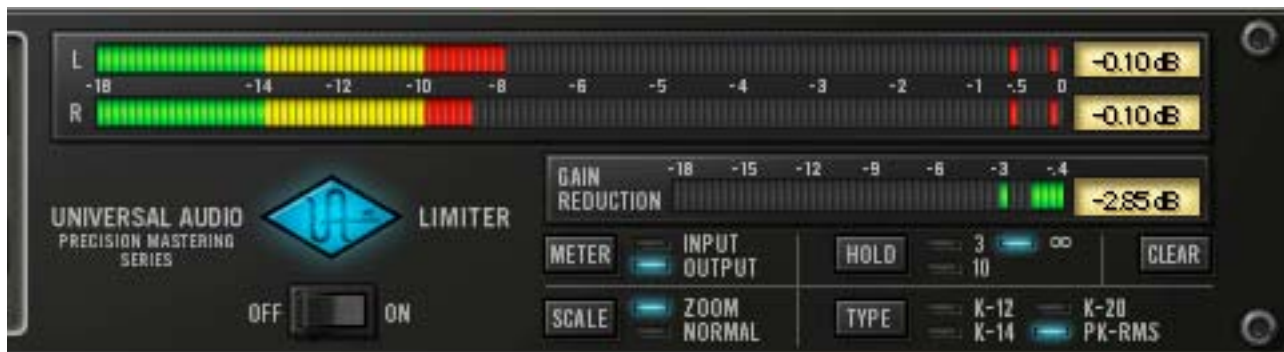 L
-0.10 dB
-18 -14 -12 -10 -8 -6 -5 -4 -3 -2 -1 -.5 0
R
-0.10 dB
GAIN
REDUCTION
-18 -15 -12 -9 -6 -3 -.4
-2.85 dB
UNIVERSAL AUDIO
PRECISION MASTERING
SERIES
LIMITER
OFF ON
METER
INPUT
OUTPUT
HOLD
3 ∞
10
CLEAR
SCALE
ZOOM
NORMAL
TYPE
K-12 K-20
K-14 PK-RMS